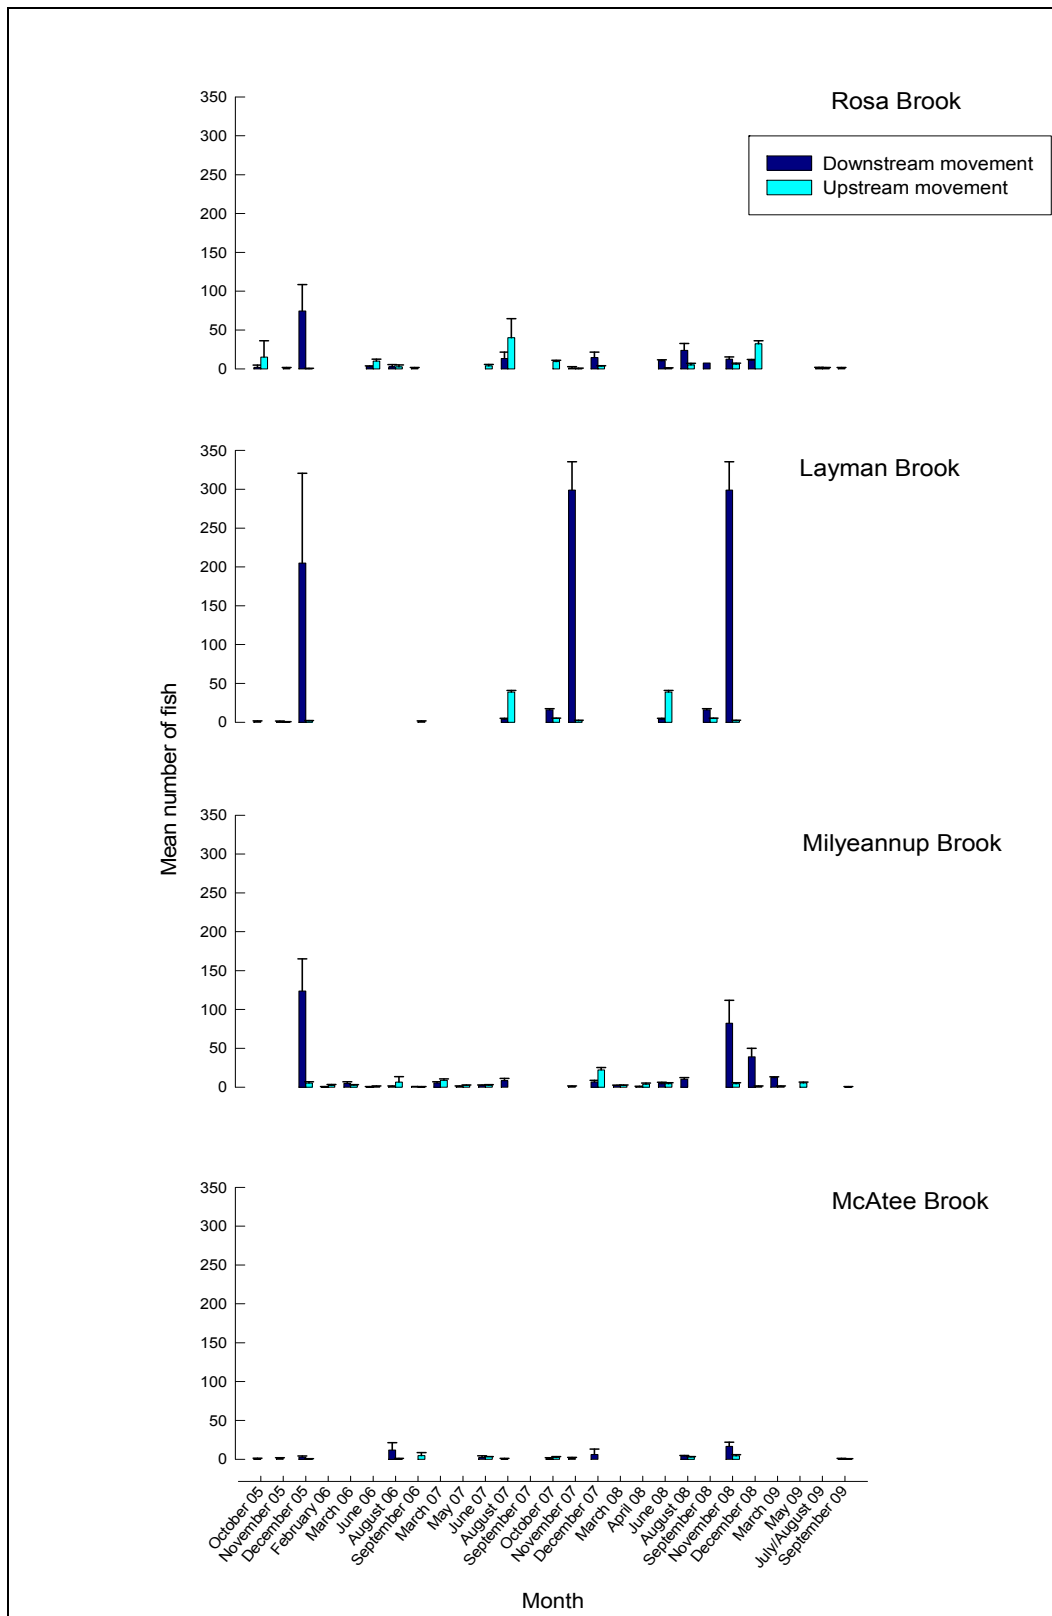 Rosa Brook
Downstream movement
Upstream movement
350
300
250
200
150
100
50
0
Layman Brook
350
300
250
200
150
100
50
0
Mean number of fish
Milyeannup Brook
350
300
250
200
150
100
50
0
McAtee Brook
350
300
250
200
150
100
50
0
October 05
November 05
December 05
February 06
March 06
June 06
August 06
September 06
March 07
May 07
June 07
August 07
September 07
October 07
November 07
December 07
March 08
April 08
June 08
August 08
September 08
November 08
December 08
March 09
May 09
July/August 09
September 09
Month